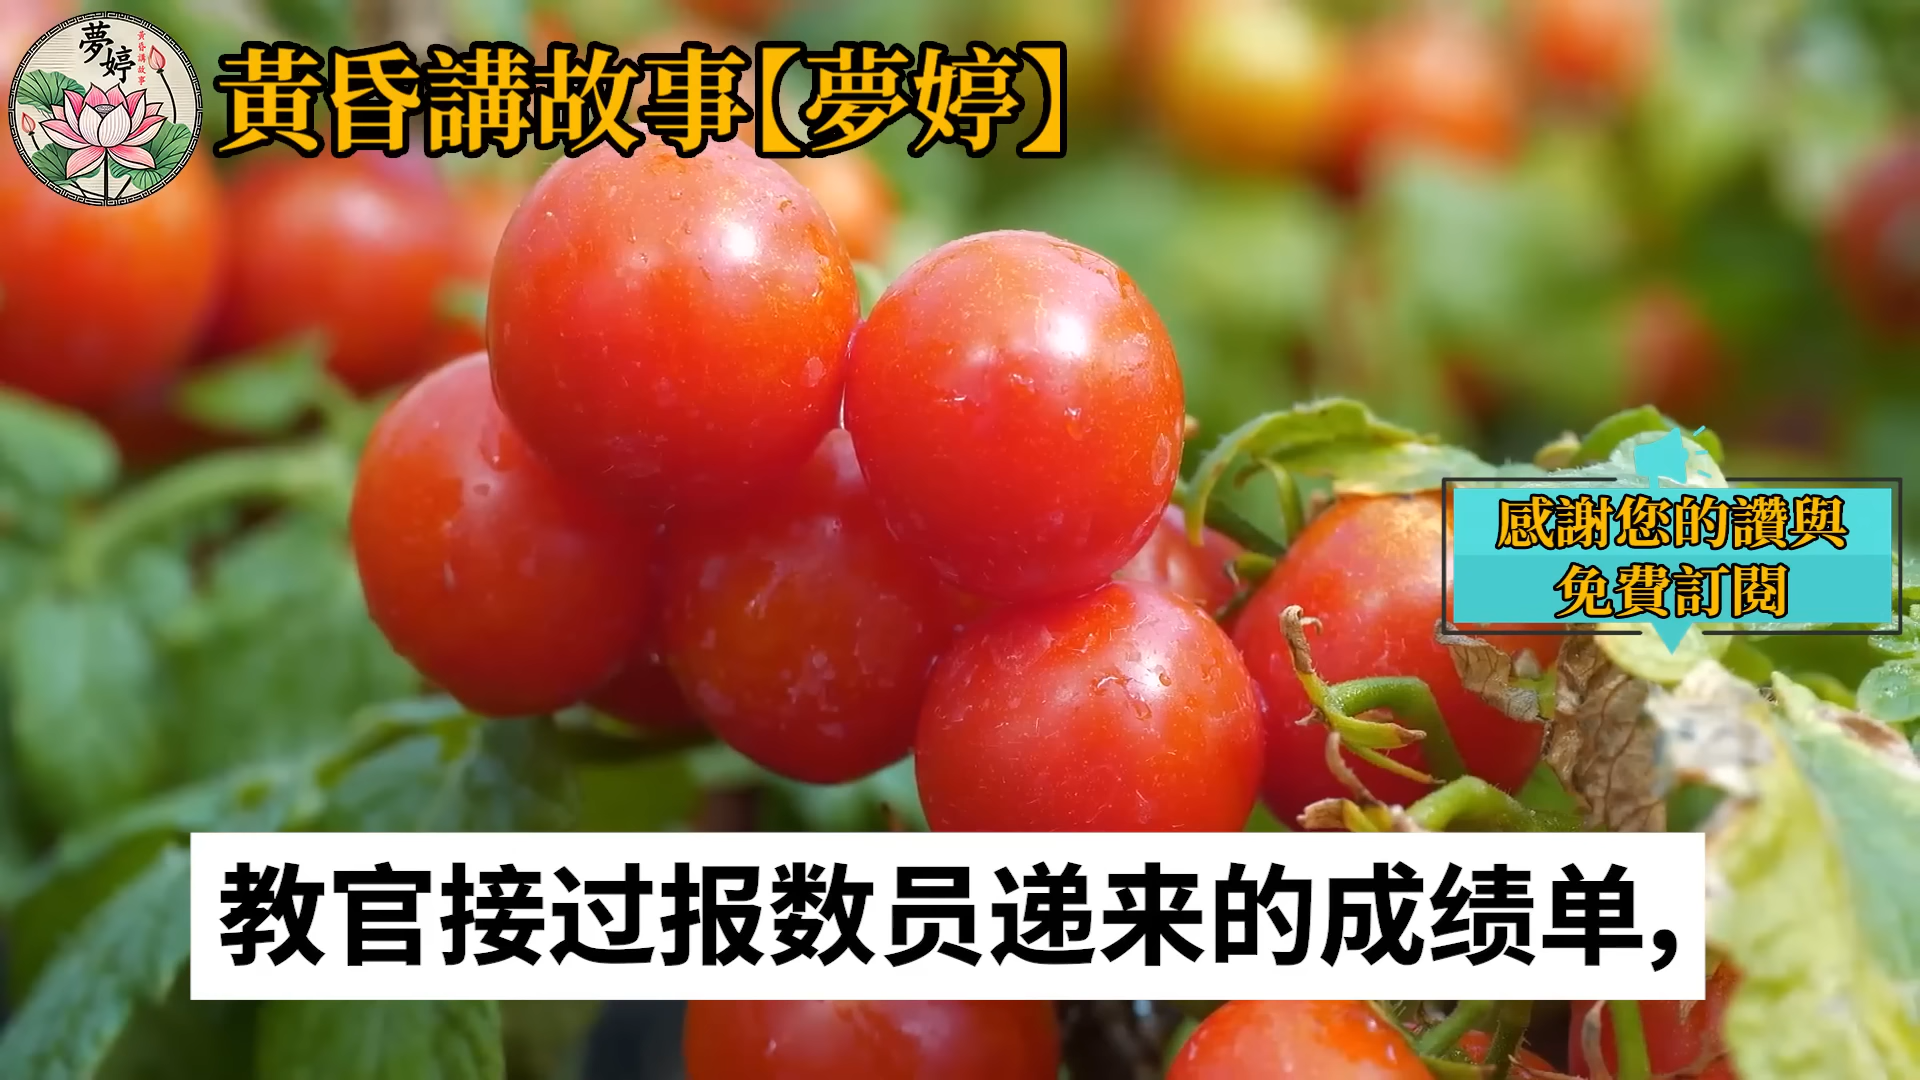 夢婷
黃昏講故事
黃昏講故事【夢婷】
感謝您的讚與
免費訂閱
教官接过报数员递来的成绩单,